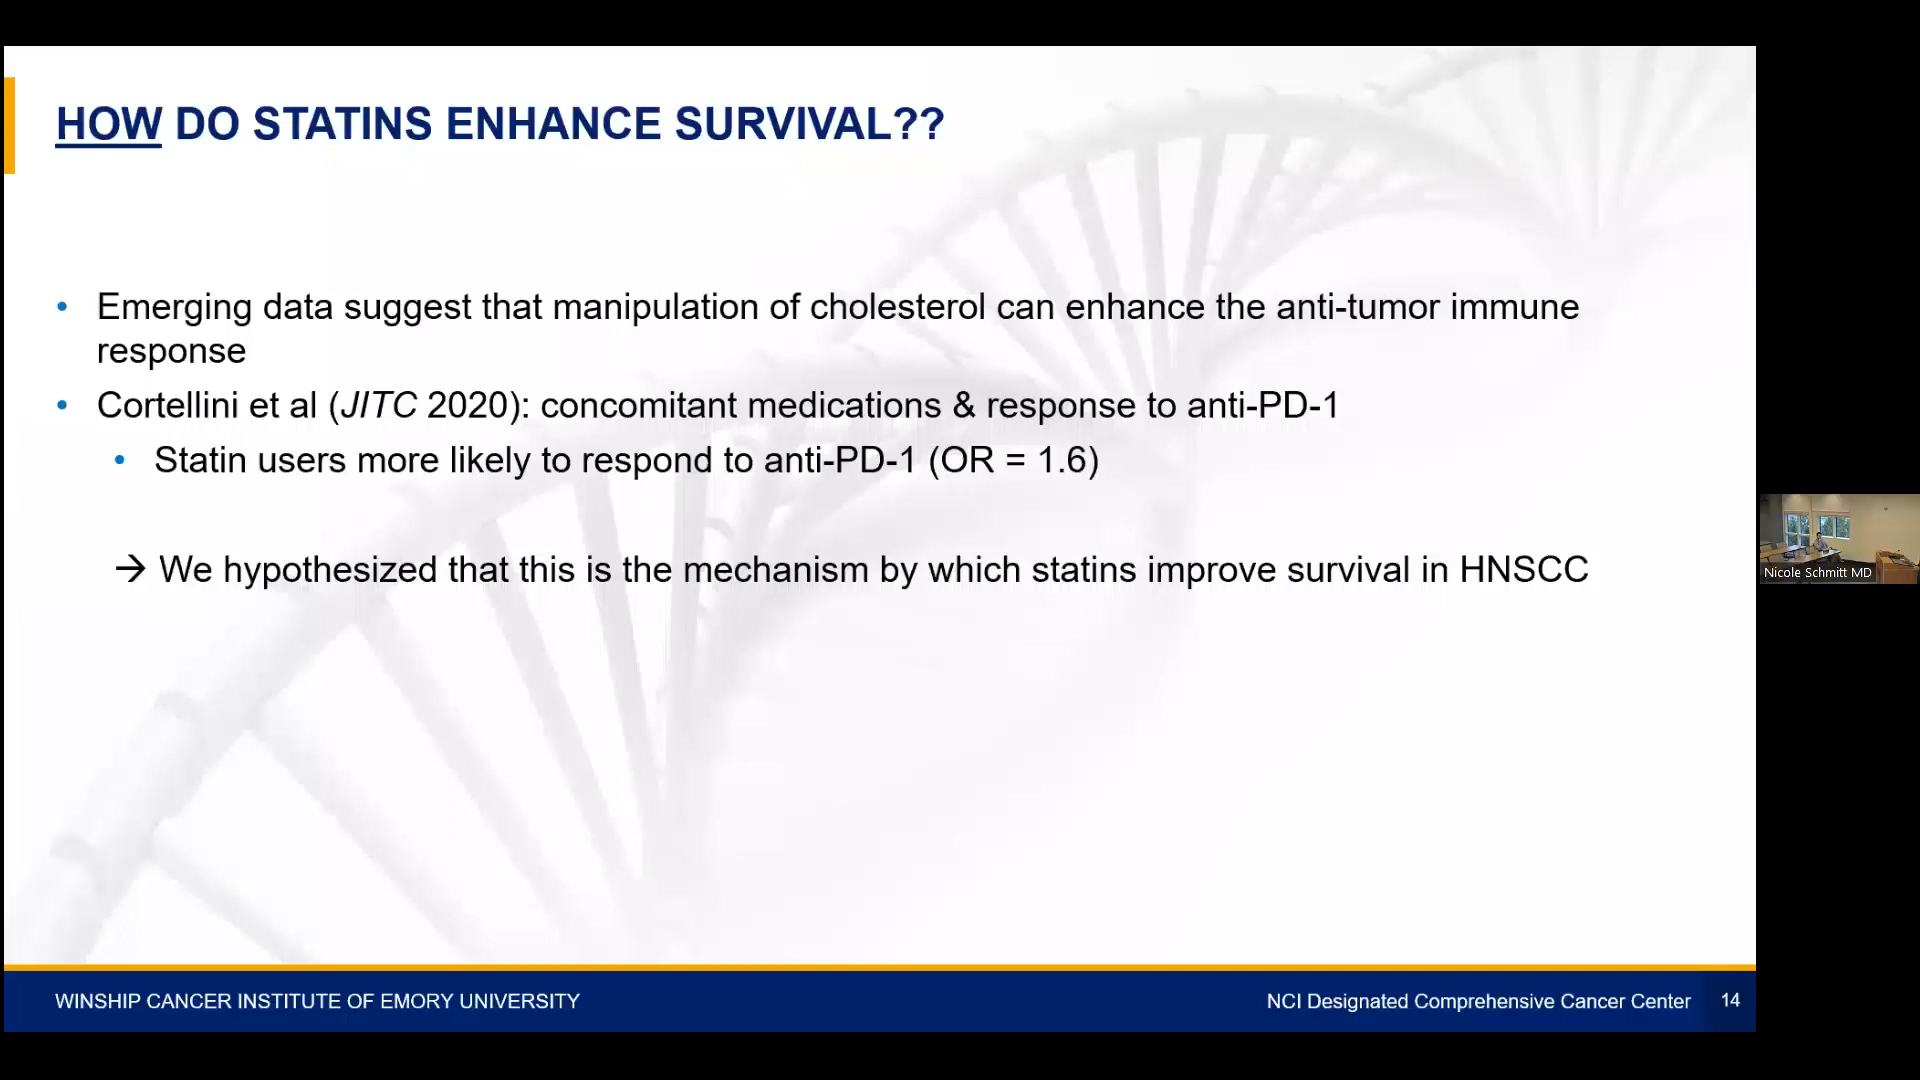 HOW DO STATINS ENHANCE SURVIVAL??
• Emerging data suggest that manipulation of cholesterol can enhance the anti-tumor immune
response
• Cortellini et al (JITC 2020): concomitant medications & response to anti-PD-1
• Statin users more likely to respond to anti-PD-1 (OR = 1.6)
→ We hypothesized that this is the mechanism by which statins improve survival in HNSCC
Nicole Schmitt MD
WINSHIP CANCER INSTITUTE OF EMORY UNIVERSITY
NCI Designated Comprehensive Cancer Center 14